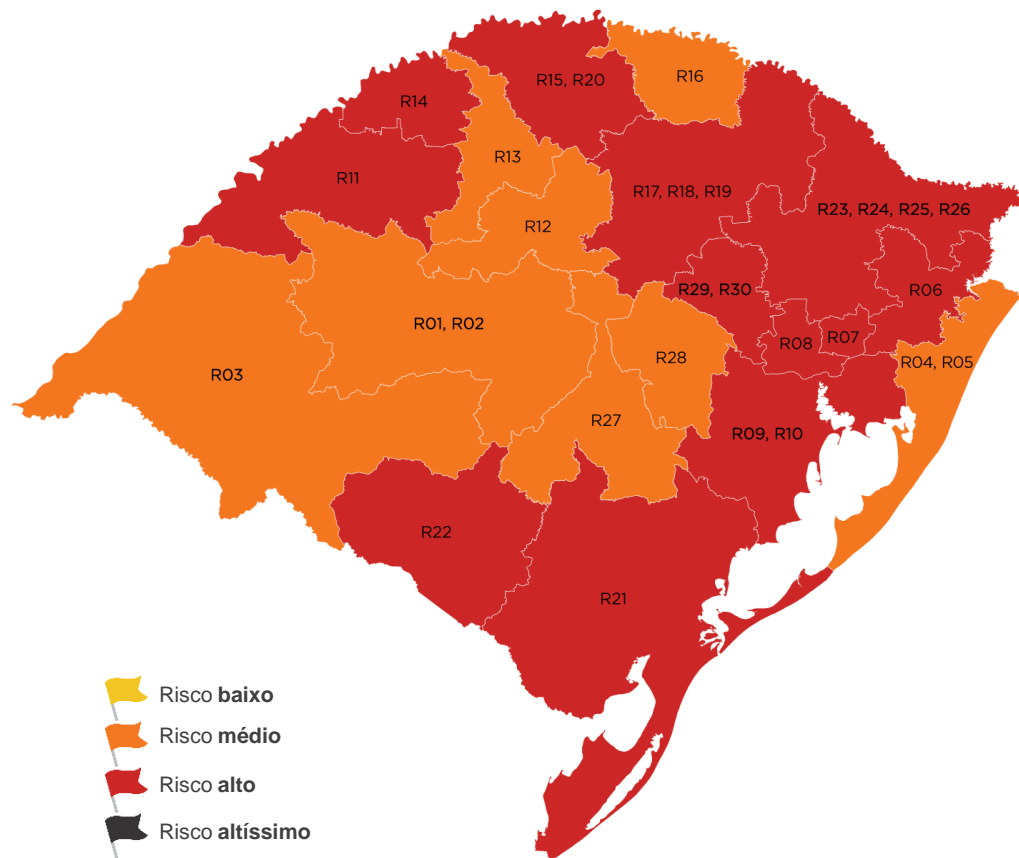 R15, R20
R16
R14
R13
R11
R17, R18, R19
R23, R24, R25, R26
R12
R29, R30
R06
R01, R02
R08
R07
R03
R28
R04, R05
R27
R09, R10
R22
R21
Risco baixo
Risco médio
Risco alto
Risco altíssimo